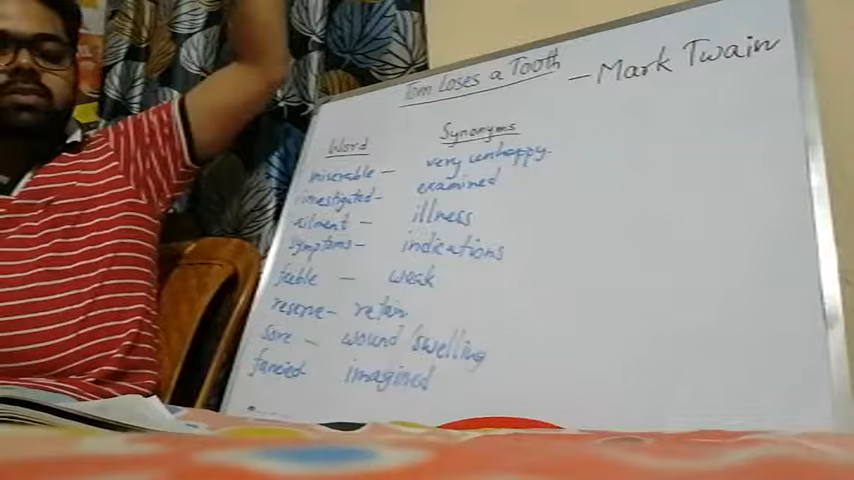 Tom Loses a Tooth – Mark Twain
Word Synonyms
miserable – very unhappy
investigated – examined
ailment – illness
symptoms – indications
feeble – weak
reserve – retain
sore – wound/swelling
fancied – imagined